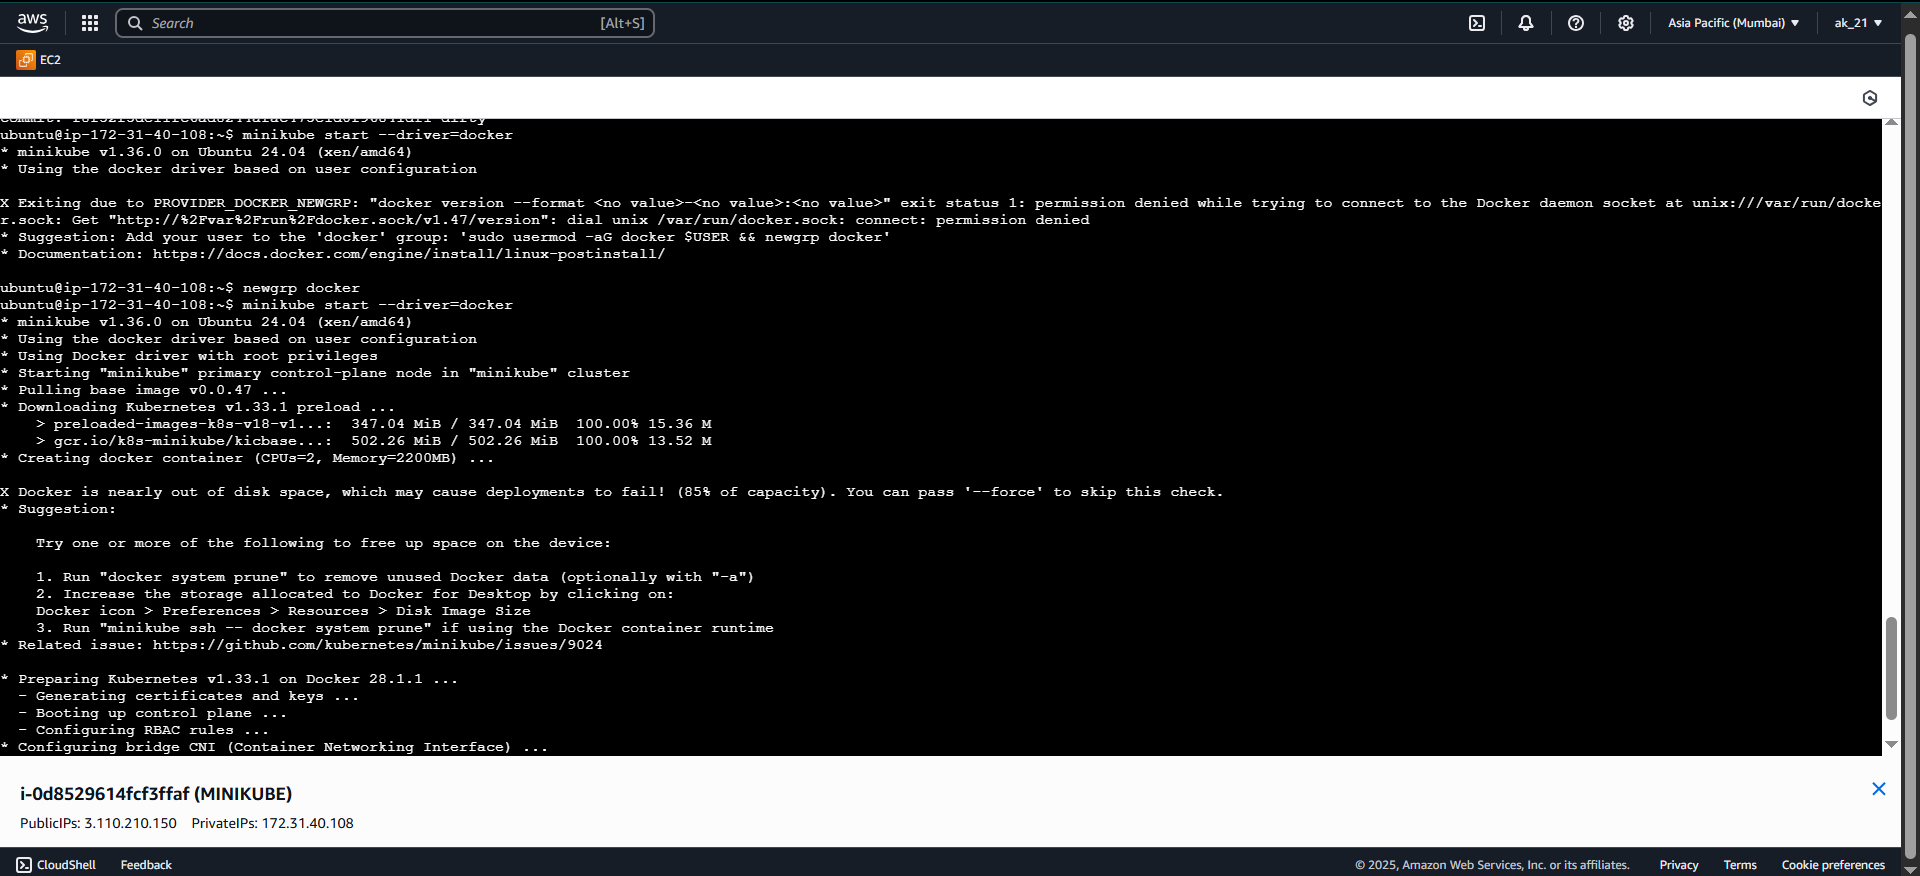 aws
Search [Alt+S]
Asia Pacific (Mumbai) ▼
ak_21 ▼
EC2
ubuntu@ip-172-31-40-108:~$ minikube start --driver=docker
* minikube v1.36.0 on Ubuntu 24.04 (xen/amd64)
* Using the docker driver based on user configuration
X Exiting due to PROVIDER_DOCKER_NEWGRP: "docker version --format <no value>-<no value>:<no value>" exit status 1: permission denied while trying to connect to the Docker daemon socket at unix:///var/run/docke
r.sock: Get "http://%2Fvar%2Frun%2Fdocker.sock/v1.47/version": dial unix /var/run/docker.sock: connect: permission denied
* Suggestion: Add your user to the 'docker' group: 'sudo usermod -aG docker $USER && newgrp docker'
* Documentation: https://docs.docker.com/engine/install/linux-postinstall/
ubuntu@ip-172-31-40-108:~$ newgrp docker
ubuntu@ip-172-31-40-108:~$ minikube start --driver=docker
* minikube v1.36.0 on Ubuntu 24.04 (xen/amd64)
* Using the docker driver based on user configuration
* Using Docker driver with root privileges
* Starting "minikube" primary control-plane node in "minikube" cluster
* Pulling base image v0.0.47 ...
* Downloading Kubernetes v1.33.1 preload ...
> preloaded-images-k8s-v18-v1...: 347.04 MiB / 347.04 MiB 100.00% 15.36 M
> gcr.io/k8s-minikube/kicbase...: 502.26 MiB / 502.26 MiB 100.00% 13.52 M
* Creating docker container (CPUs=2, Memory=2200MB) ...
X Docker is nearly out of disk space, which may cause deployments to fail! (85% of capacity). You can pass '--force' to skip this check.
* Suggestion:
Try one or more of the following to free up space on the device:
1. Run "docker system prune" to remove unused Docker data (optionally with "-a")
2. Increase the storage allocated to Docker for Desktop by clicking on:
Docker icon > Preferences > Resources > Disk Image Size
3. Run "minikube ssh -- docker system prune" if using the Docker container runtime
* Related issue: https://github.com/kubernetes/minikube/issues/9024
* Preparing Kubernetes v1.33.1 on Docker 28.1.1 ...
- Generating certificates and keys ...
- Booting up control plane ...
- Configuring RBAC rules ...
* Configuring bridge CNI (Container Networking Interface) ...
i-0d8529614fcf3ffaf (MINIKUBE)
PublicIPs: 3.110.210.150 PrivateIPs: 172.31.40.108
CloudShell Feedback © 2025, Amazon Web Services, Inc. or its affiliates. Privacy Terms Cookie preferences